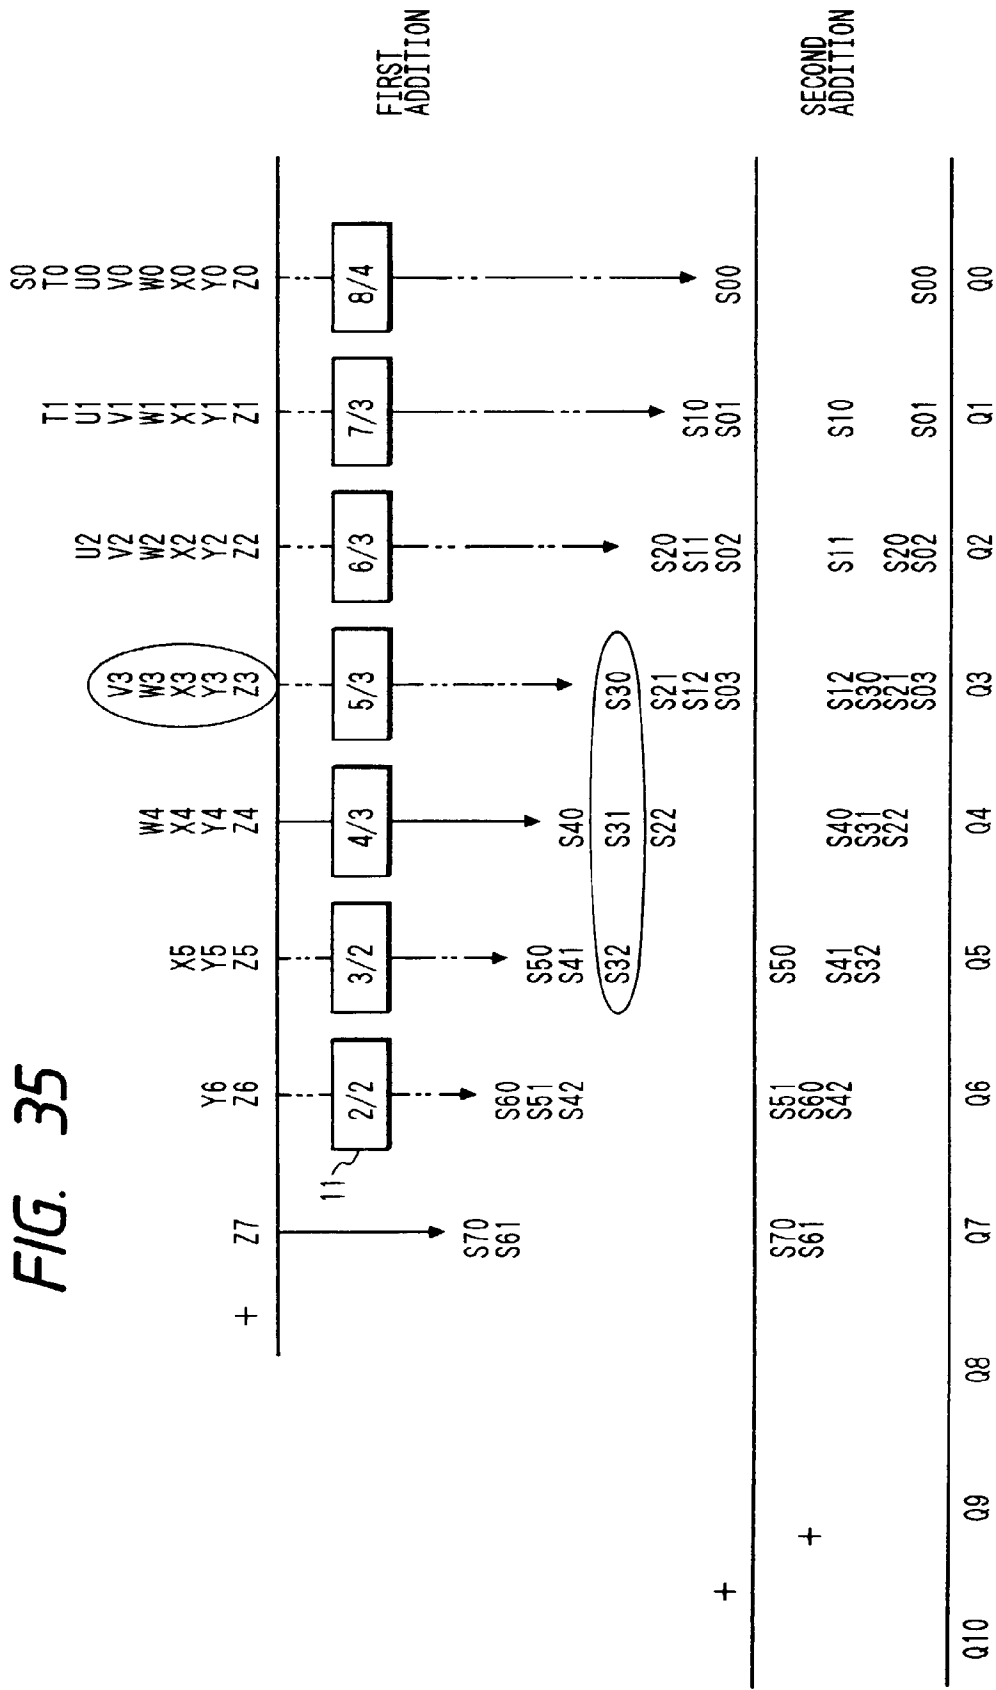 FIG. 35
S0
T1 T0
U2 U1 U0
V3 V2 V1 V0
W4 W3 W2 W1 W0
X5 X4 X3 X2 X1 X0
Y6 Y5 Y4 Y3 Y2 Y1 Y0
+ Z7 Z6 Z5 Z4 Z3 Z2 Z1 Z0
11
2/2 3/2 4/3 5/3 6/3 7/3 8/4
FIRST
ADDITION
S70
S61 S60
S51 S50
S42 S41 S40
S32 S31 S30
S22 S21 S20
S12 S11 S10
+ S03 S02 S01 S00
S70 S51 S50
+ S61 S60
SECOND
ADDITION
S42 S41 S40 S12 S11 S10
S32 S31 S30
S22 S21 S20
S03 S02 S01 S00
Q10 Q9 Q8 Q7 Q6 Q5 Q4 Q3 Q2 Q1 Q0